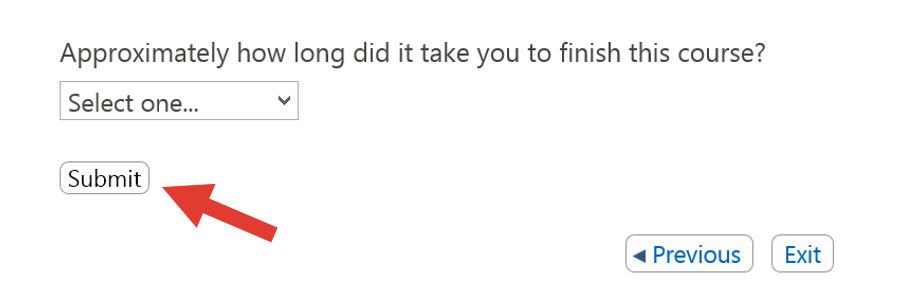 Approximately how long did it take you to finish this course?
Select one...
Submit
Previous
Exit